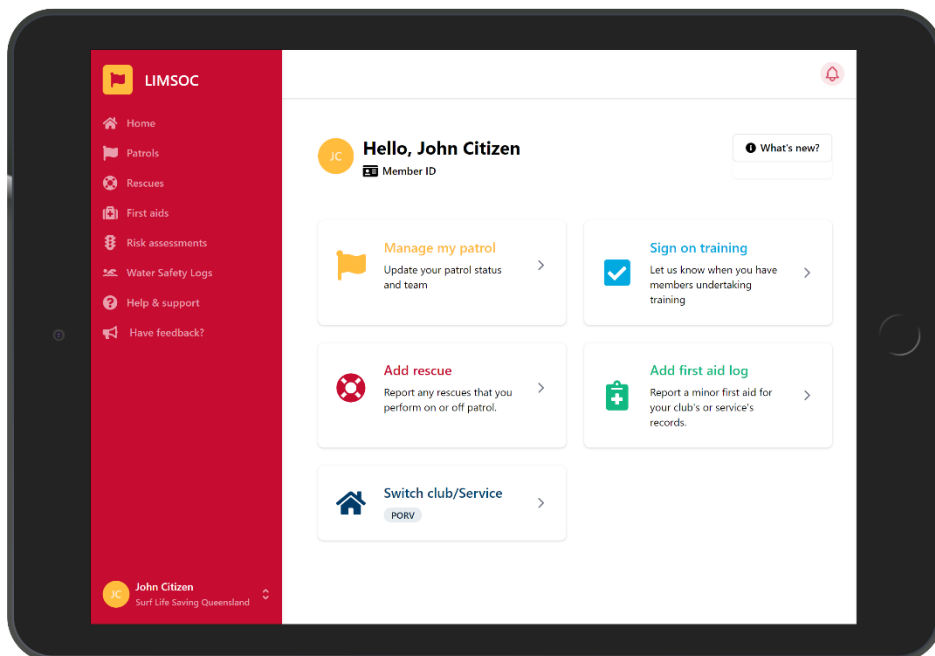 LIMSOC
Home
Patrols
Rescues
First aids
Risk assessments
Water Safety Logs
Help & support
Have feedback?
JC
John Citizen
Surf Life Saving Queensland
JC
Hello, John Citizen
Member ID
What's new?
Manage my patrol
Update your patrol status
and team
Sign on training
Let us know when you have
members undertaking
training
Add rescue
Report any rescues that you
perform on or off patrol.
Add first aid log
Report a minor first aid for
your club's or service's
records.
Switch club/Service
PORV